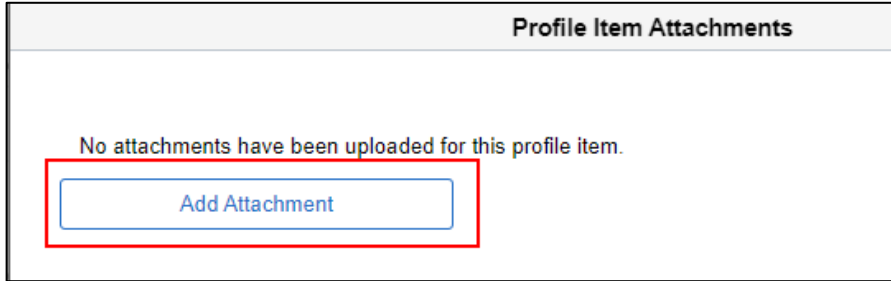 Profile Item Attachments
No attachments have been uploaded for this profile item.
Add Attachment